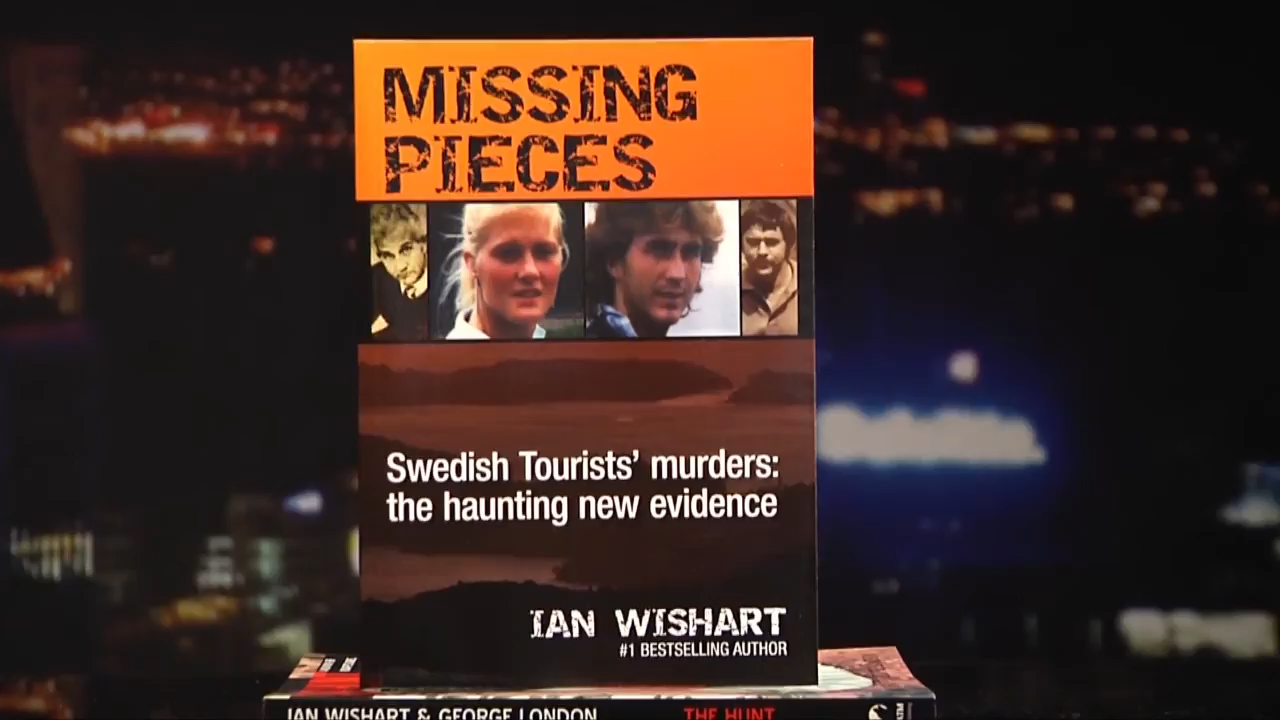 MISSING
PIECES
Swedish Tourists’ murders:
the haunting new evidence
IAN WISHART
#1 BESTSELLING AUTHOR
IAN WISHART & GEORGE LONDON THE HUNT